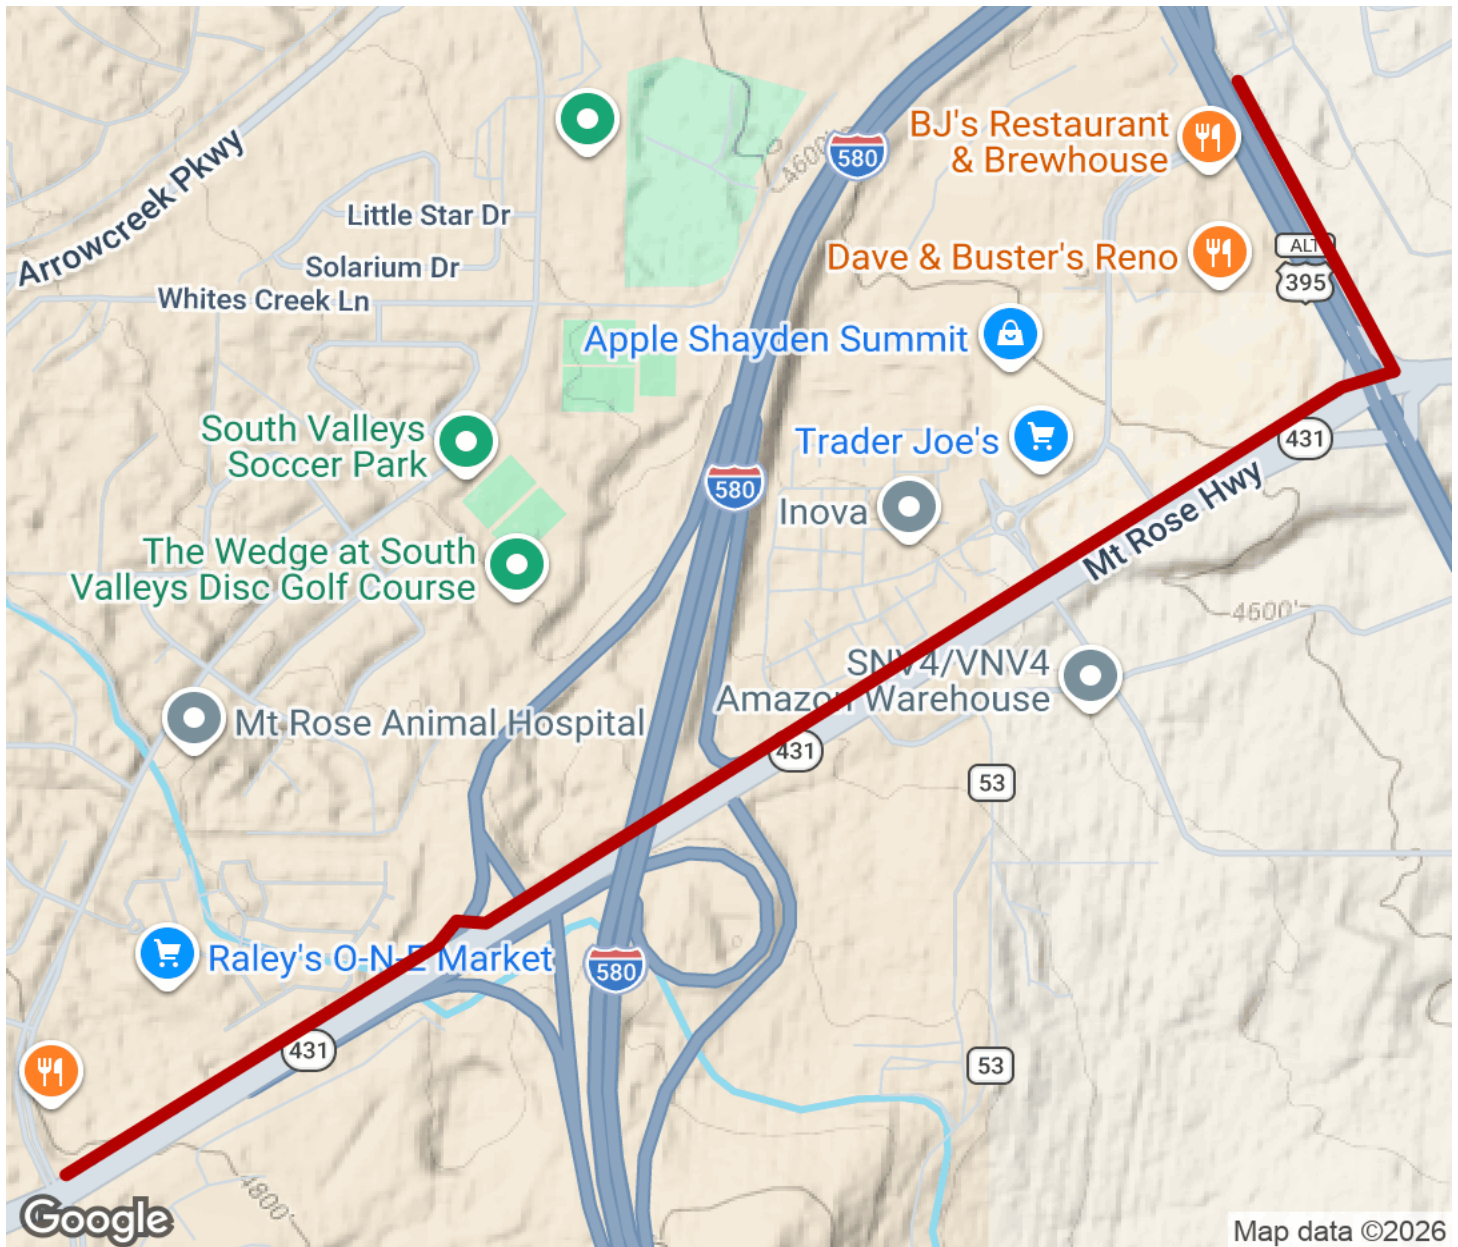 BJ's Restaurant
& Brewhouse
580
4600'
Arrowcreek Pkwy
Little Star Dr
Solarium Dr
Whites Creek Ln
Dave & Buster's Reno
ALT
395
Apple Shayden Summit
South Valleys
Soccer Park
Trader Joe's
431
580
Inova
Mt Rose Hwy
The Wedge at South
Valleys Disc Golf Course
4600'
SNV4/VNV4
Amazon Warehouse
Mt Rose Animal Hospital
431
53
Raley's O-N-E Market
580
431
53
4800'
Google
Map data ©2026